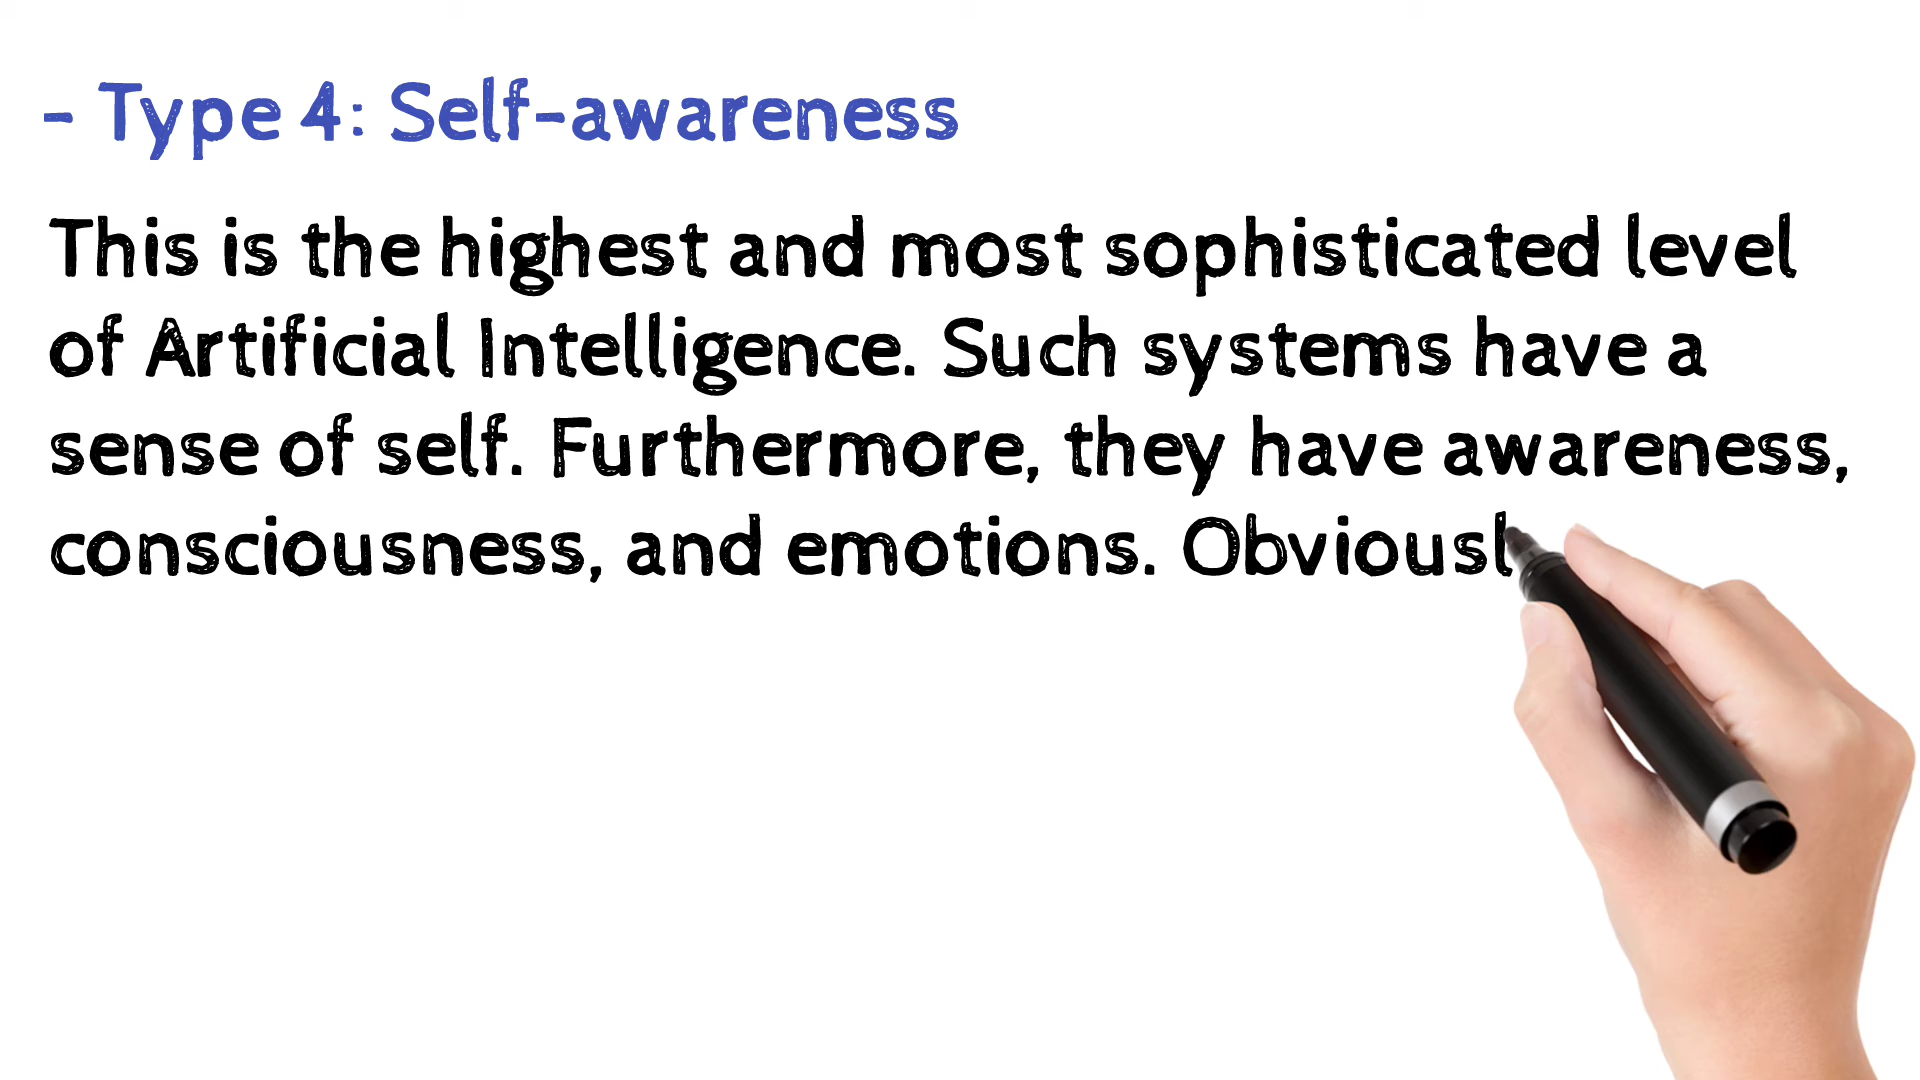 - Type 4: Self-awareness
This is the highest and most sophisticated level
of Artificial Intelligence. Such systems have a
sense of self. Furthermore, they have awareness,
consciousness, and emotions. Obviousl